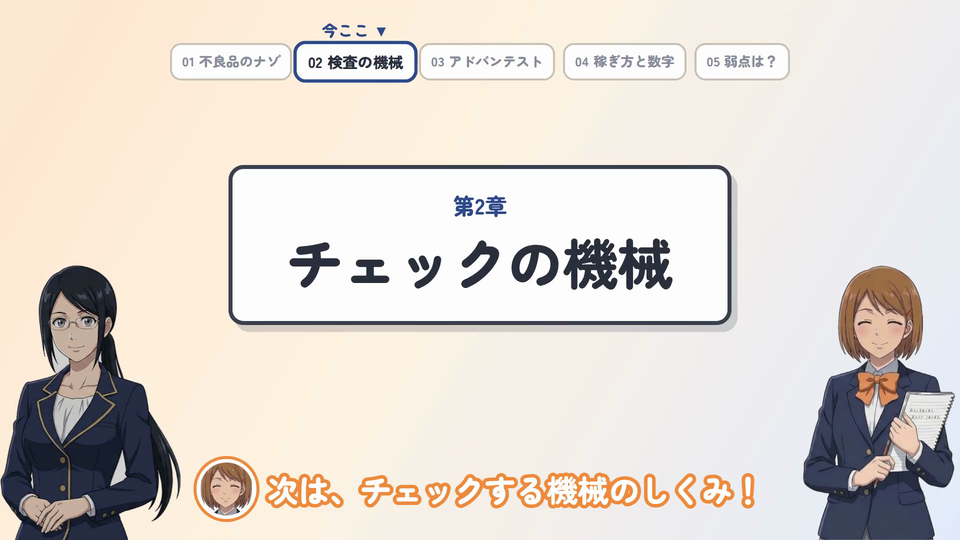 今ここ ▼
01 不良品のナゾ
02 検査の機械
03 アドバンテスト
04 稼ぎ方と数字
05 弱点は？
第2章
チェックの機械
次は、チェックする機械のしくみ！